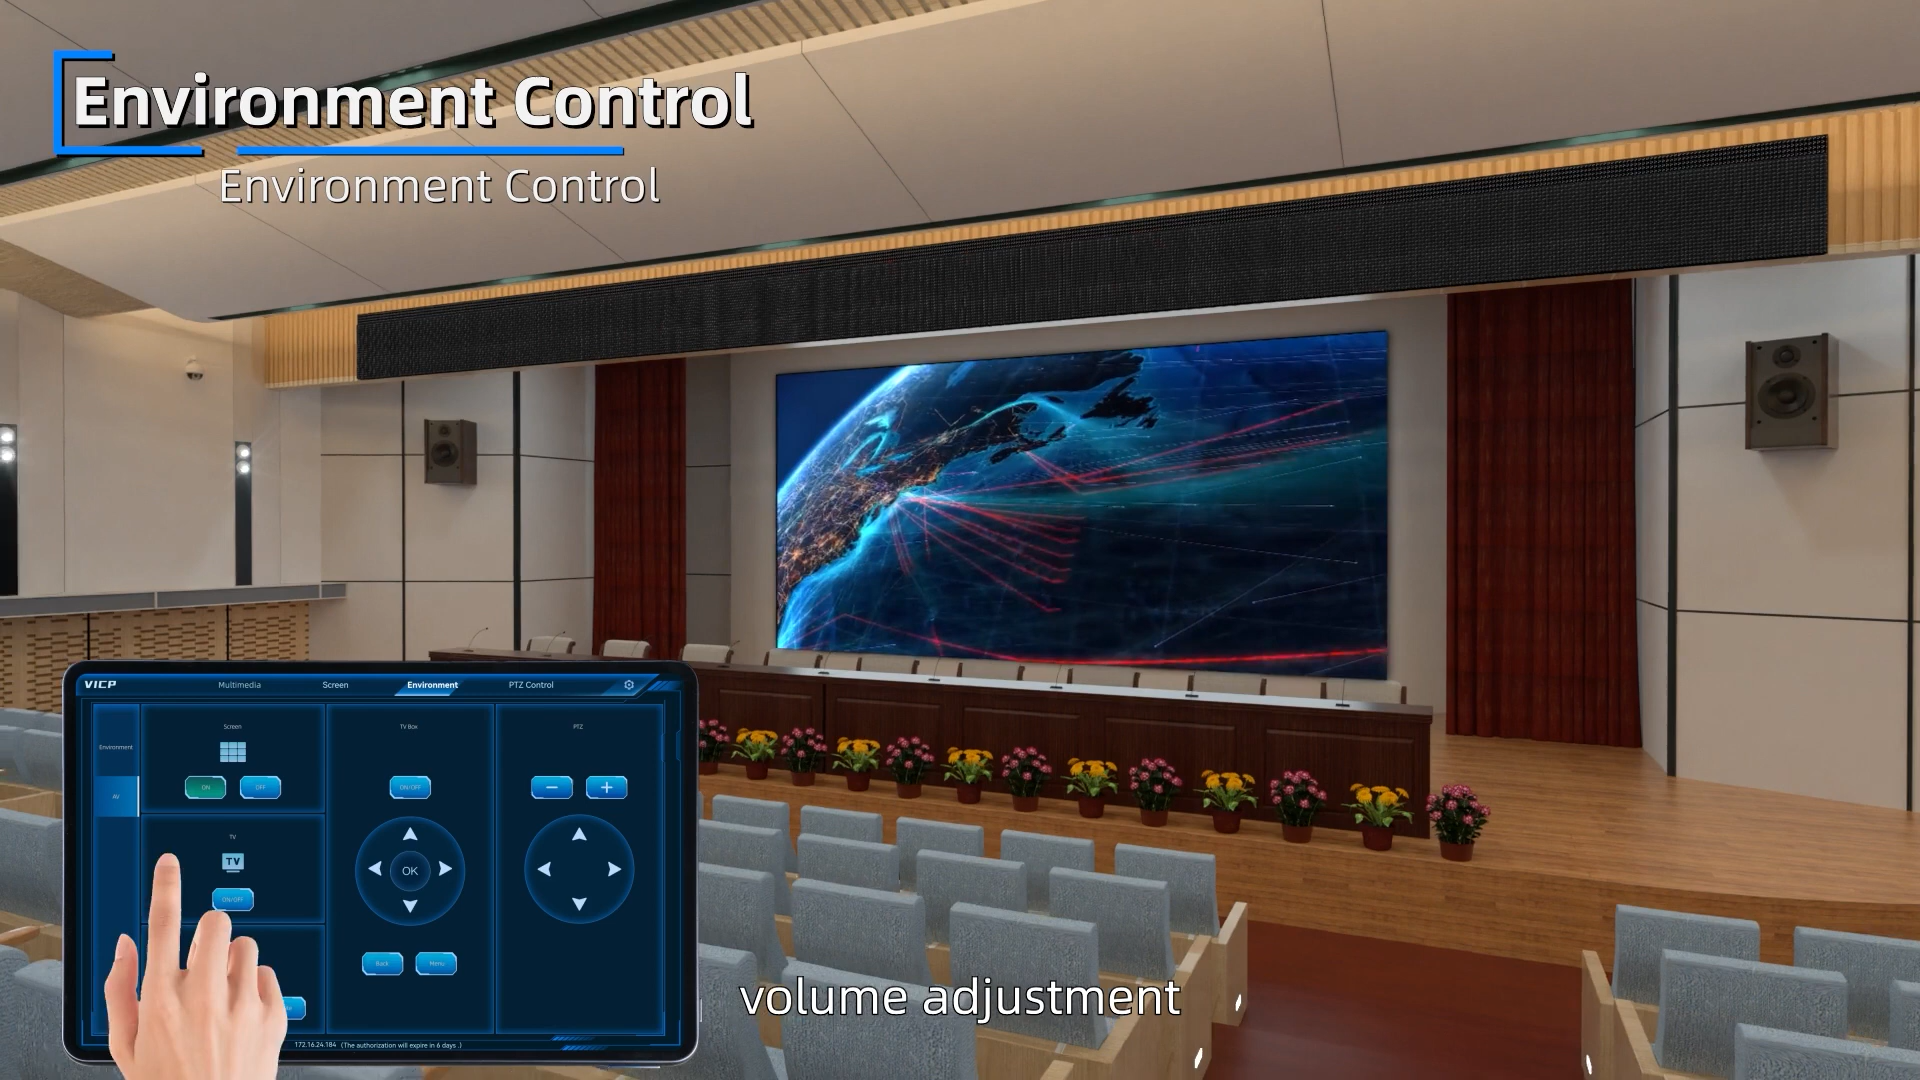 Environment Control
Environment Control
VICP
Multimedia
Screen
Environment
PTZ Control
Screen
TV Box
PTZ
Environment
ON
OFF
ON/OFF
AV
TV
TV
OK
ON/OFF
Back
Menu
volume adjustment
172.16.24.184 (The authorization will expire in 6 days .)